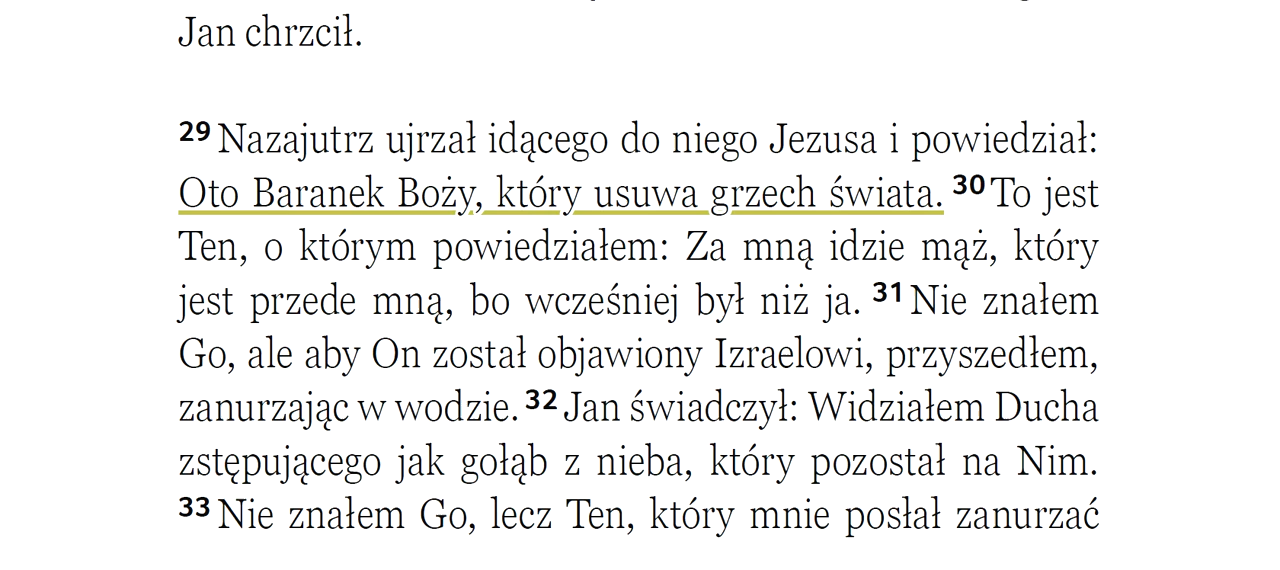 Jan chrzcił.
29 Nazajutrz ujrzał idącego do niego Jezusa i powiedział:
Oto Baranek Boży, który usuwa grzech świata. 30 To jest
Ten, o którym powiedziałem: Za mną idzie mąż, który
jest przede mną, bo wcześniej był niż ja. 31 Nie znałem
Go, ale aby On został objawiony Izraelowi, przyszedłem,
zanurzając w wodzie. 32 Jan świadczył: Widziałem Ducha
zstępującego jak gołąb z nieba, który pozostał na Nim.
33 Nie znałem Go, lecz Ten, który mnie posłał zanurzać